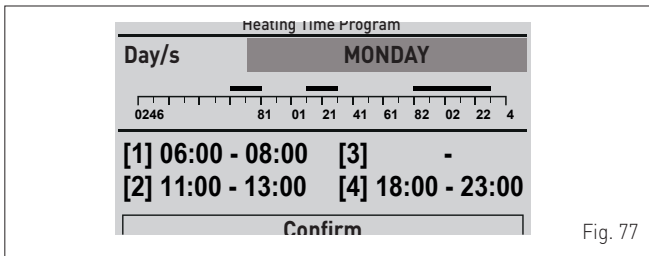 Heating Time Program
Day/s MONDAY
0246 81 01 21 41 61 82 02 22 4
[1] 06:00 - 08:00 [3] -
[2] 11:00 - 13:00 [4] 18:00 - 23:00
Confirm
Fig. 77